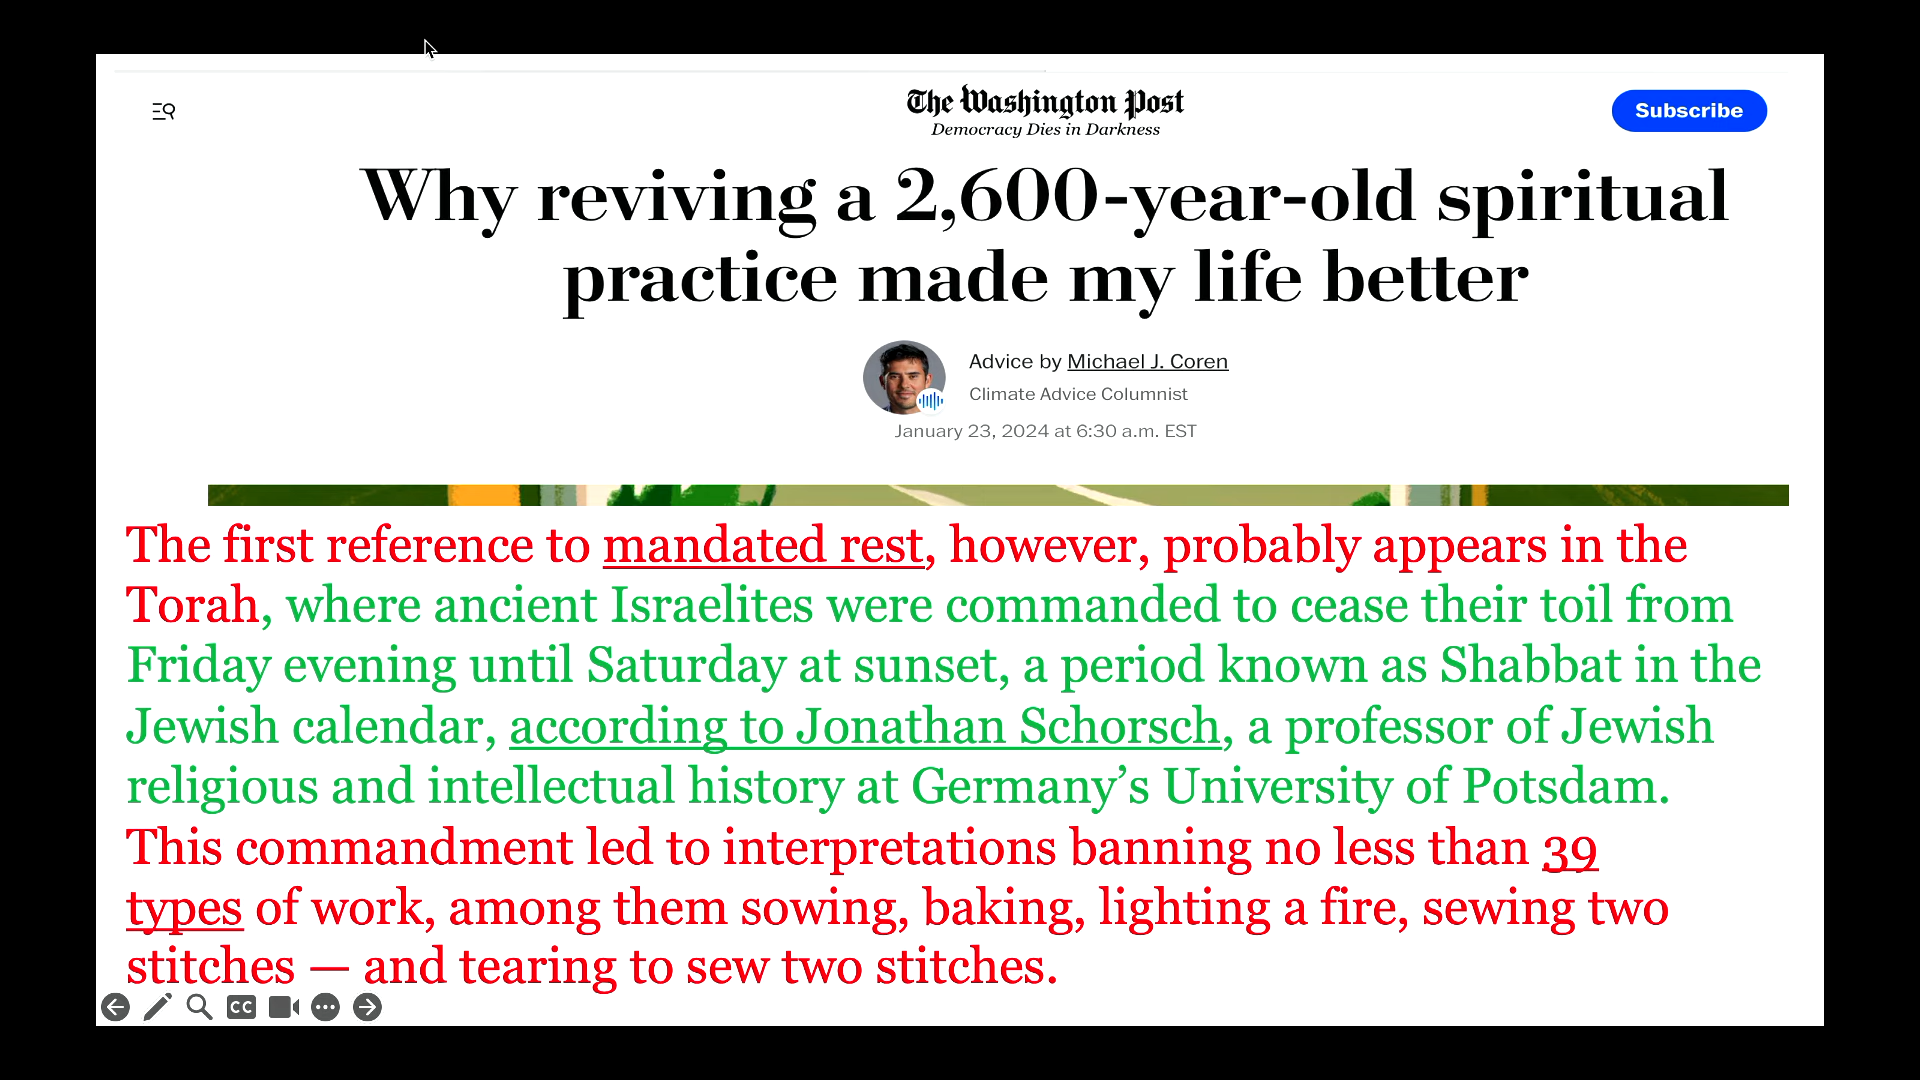 The Washington Post
Democracy Dies in Darkness
Subscribe
Why reviving a 2,600-year-old spiritual
practice made my life better
Advice by Michael J. Coren
Climate Advice Columnist
January 23, 2024 at 6:30 a.m. EST
The first reference to mandated rest, however, probably appears in the
Torah, where ancient Israelites were commanded to cease their toil from
Friday evening until Saturday at sunset, a period known as Shabbat in the
Jewish calendar, according to Jonathan Schorsch, a professor of Jewish
religious and intellectual history at Germany’s University of Potsdam.
This commandment led to interpretations banning no less than 39
types of work, among them sowing, baking, lighting a fire, sewing two
stitches — and tearing to sew two stitches.
CC